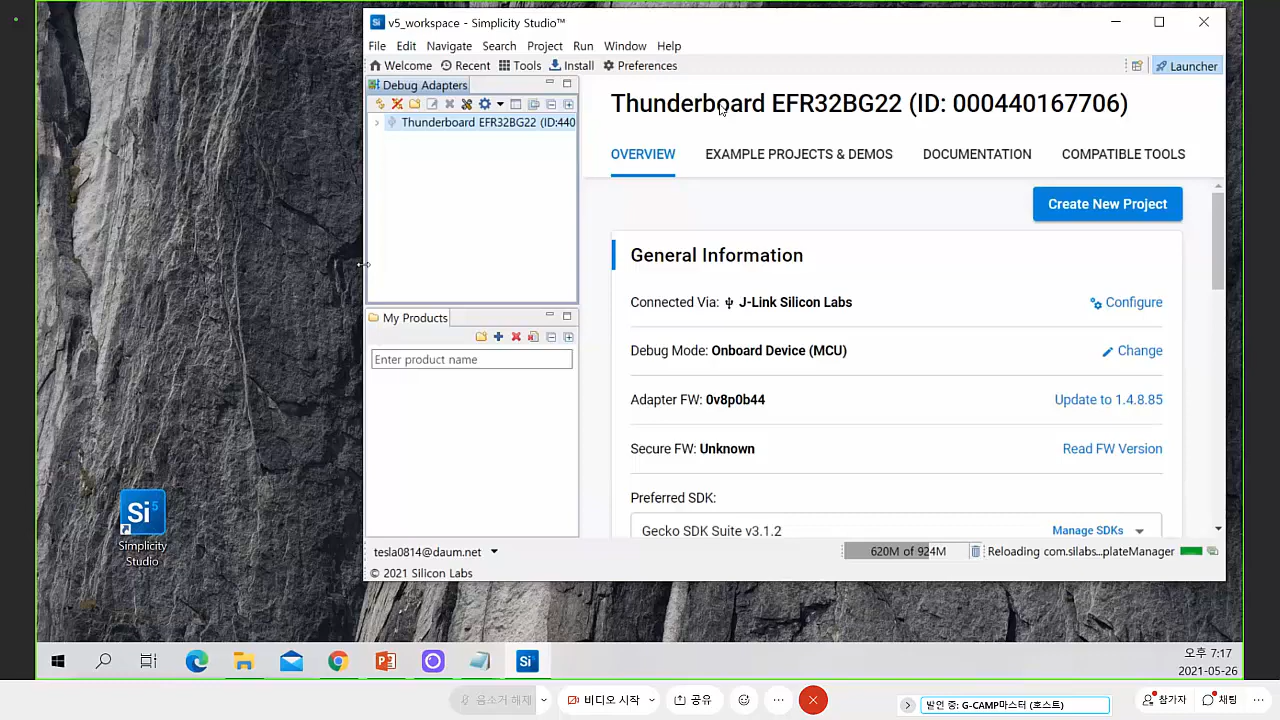 v5_workspace - Simplicity Studio™
File Edit Navigate Search Project Run Window Help
Welcome Recent Tools Install Preferences Launcher
Debug Adapters
Thunderboard EFR32BG22 (ID:440
My Products
Enter product name
Thunderboard EFR32BG22 (ID: 000440167706)
OVERVIEW EXAMPLE PROJECTS & DEMOS DOCUMENTATION COMPATIBLE TOOLS
Create New Project
General Information
Connected Via: J-Link Silicon Labs Configure
Debug Mode: Onboard Device (MCU) Change
Adapter FW: 0v8p0b44 Update to 1.4.8.85
Secure FW: Unknown Read FW Version
Preferred SDK:
Gecko SDK Suite v3.1.2 Manage SDKs
tesla0814@daum.net 620M of 924M Reloading com.silabs...plateManager
© 2021 Silicon Labs
Si 5
Simplicity
Studio
Si
오후 7:17
2021-05-26
음소거 해제 비디오 시작 공유 발언 중: G-CAMP마스터 (호스트) 참가자 채팅